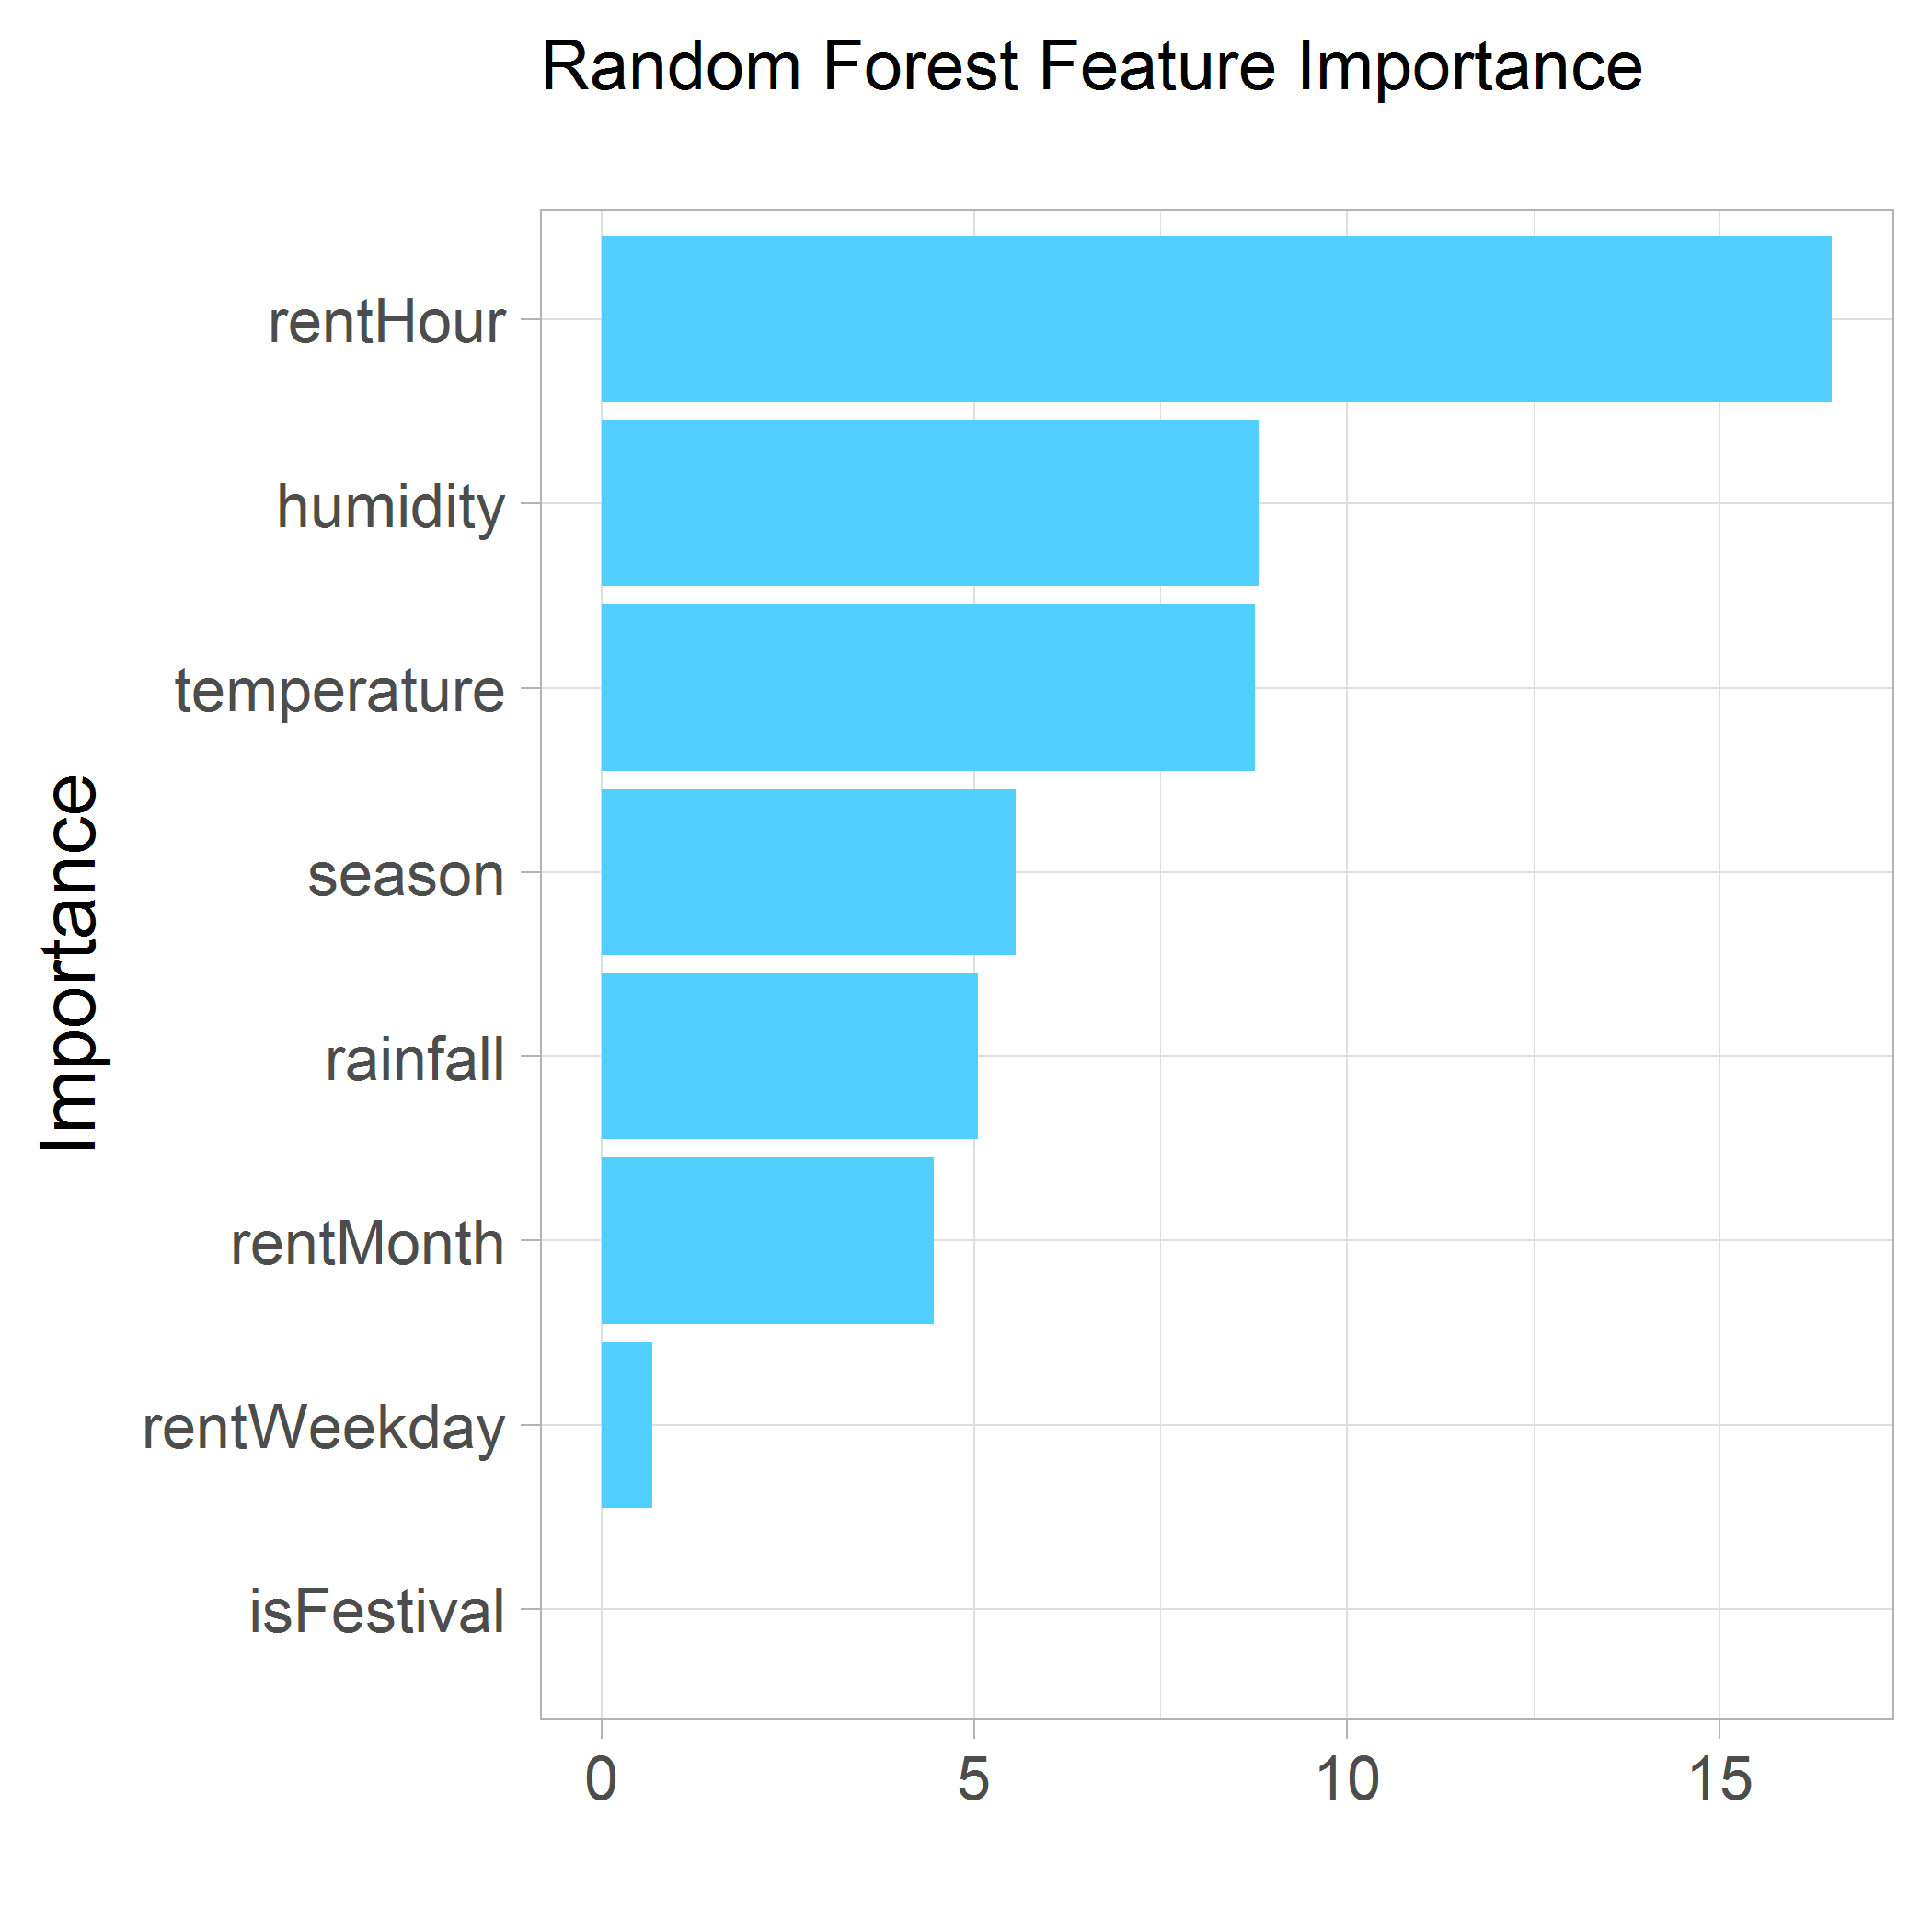 Random Forest Feature Importance
Importance
rentHour
humidity
temperature
season
rainfall
rentMonth
rentWeekday
isFestival
0 5 10 15